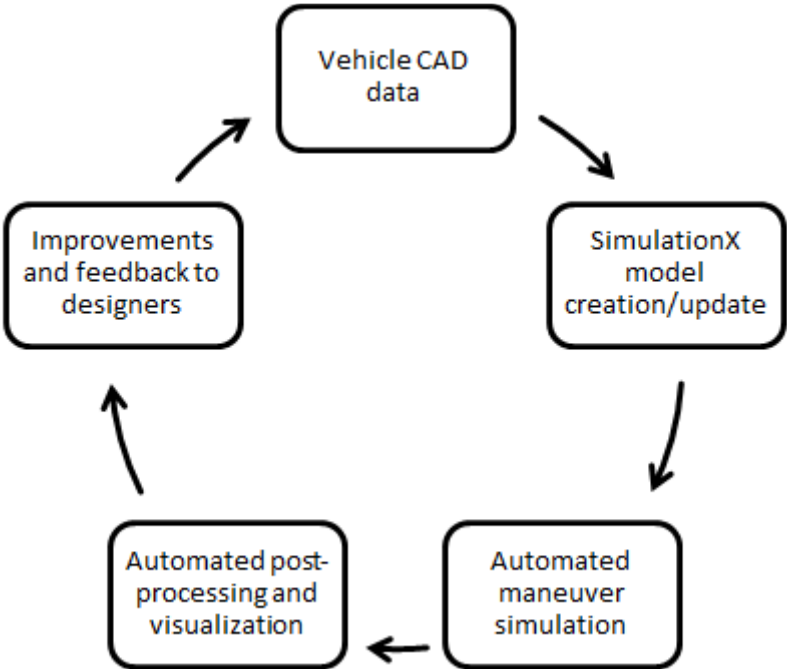 Vehicle CAD
data
SimulationX
model
creation/update
Automated
maneuver
simulation
Automated post-
processing and
visualization
Improvements
and feedback to
designers